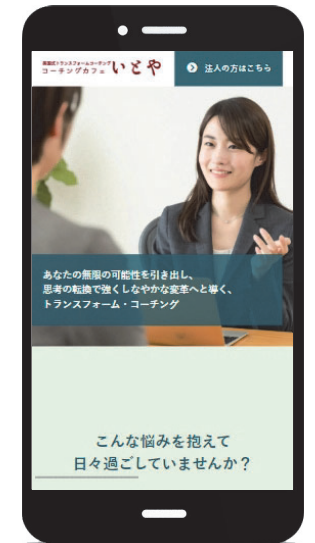 コーチングカフェ いとや
法人の方はこちら
あなたの無限の可能性を引き出し、
思考の転換で強くしなやかな変革へと導く、
トランスフォーム・コーチング
こんな悩みを抱えて
日々過ごしていませんか？